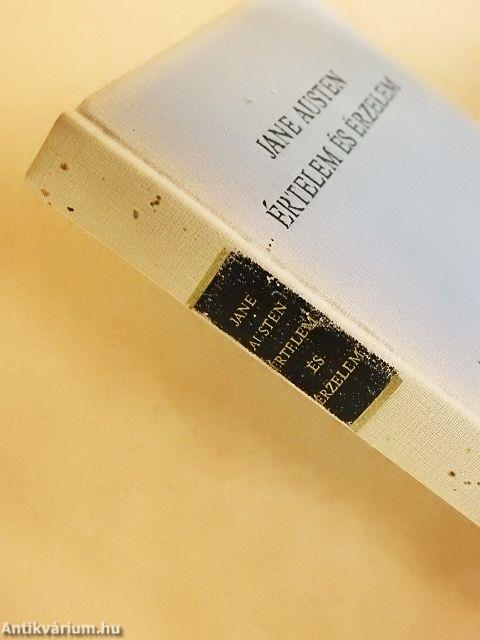 JANE AUSTEN
ÉRTELEM ÉS ÉRZELEM
JANE
AUSTEN
ÉRTELEM
ÉS
ÉRZELEM
Antikvárium.hu